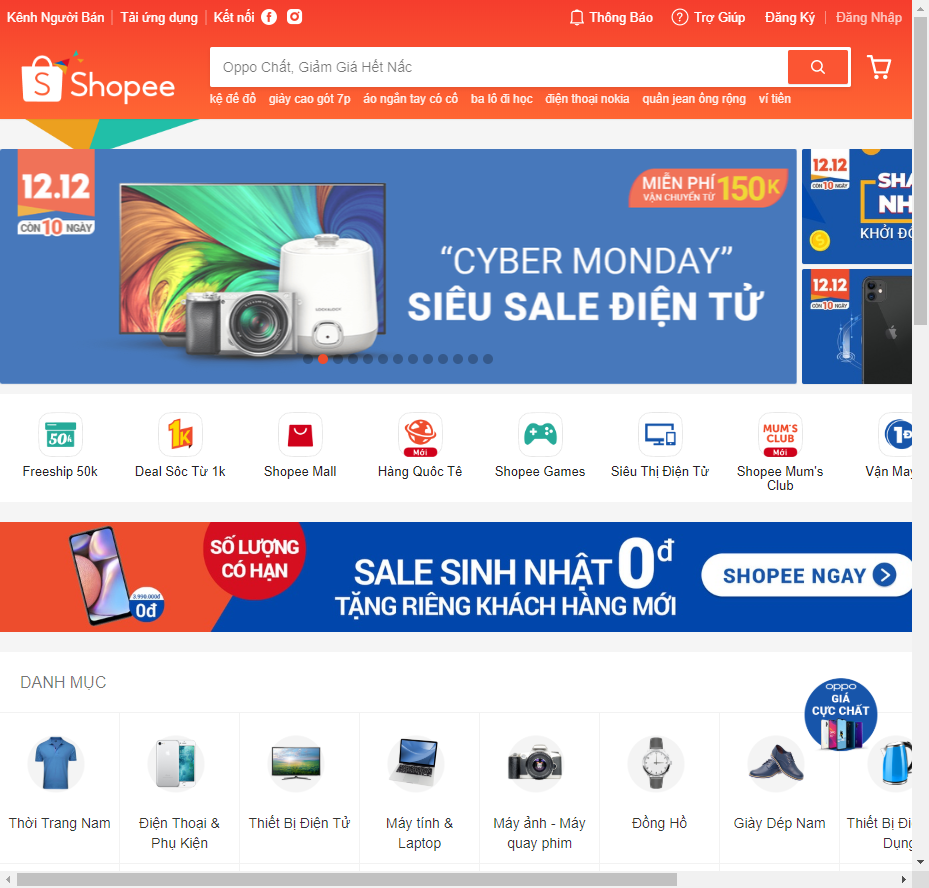 Kênh Người Bán
Tải ứng dụng
Kết nối
Thông Báo
Trợ Giúp
Đăng Ký
Đăng Nhập
Shopee
Oppo Chất, Giảm Giá Hết Nấc
kệ để đồ
giày cao gót 7p
áo ngắn tay có cổ
ba lô đi học
điện thoại nokia
quần jean ống rộng
ví tiền
12.12
CÒN 10 NGÀY
MIỄN PHÍ 150K
VẬN CHUYỂN TỪ
“CYBER MONDAY”
SIÊU SALE ĐIỆN TỬ
12.12
CÒN 10 NGÀY
SHA
NH
KHỞI ĐỘ
12.12
CÒN 10 NGÀY
50k
1K
Mới
MUM'S
CLUB
Mới
1Đ
Freeship 50k
Deal Sốc Từ 1k
Shopee Mall
Hàng Quốc Tế
Shopee Games
Siêu Thị Điện Tử
Shopee Mum's
Club
Vận May
SỐ LƯỢNG
CÓ HẠN
3.990.000đ
0đ
SALE SINH NHẬT 0đ
TẶNG RIÊNG KHÁCH HÀNG MỚI
SHOPEE NGAY
DANH MỤC
oppo
GIÁ
CỰC CHẤT
Thời Trang Nam
Điện Thoại &
Phụ Kiện
Thiết Bị Điện Tử
Máy tính &
Laptop
Máy ảnh - Máy
quay phim
Đồng Hồ
Giày Dép Nam
Thiết Bị Điệ
Dụng